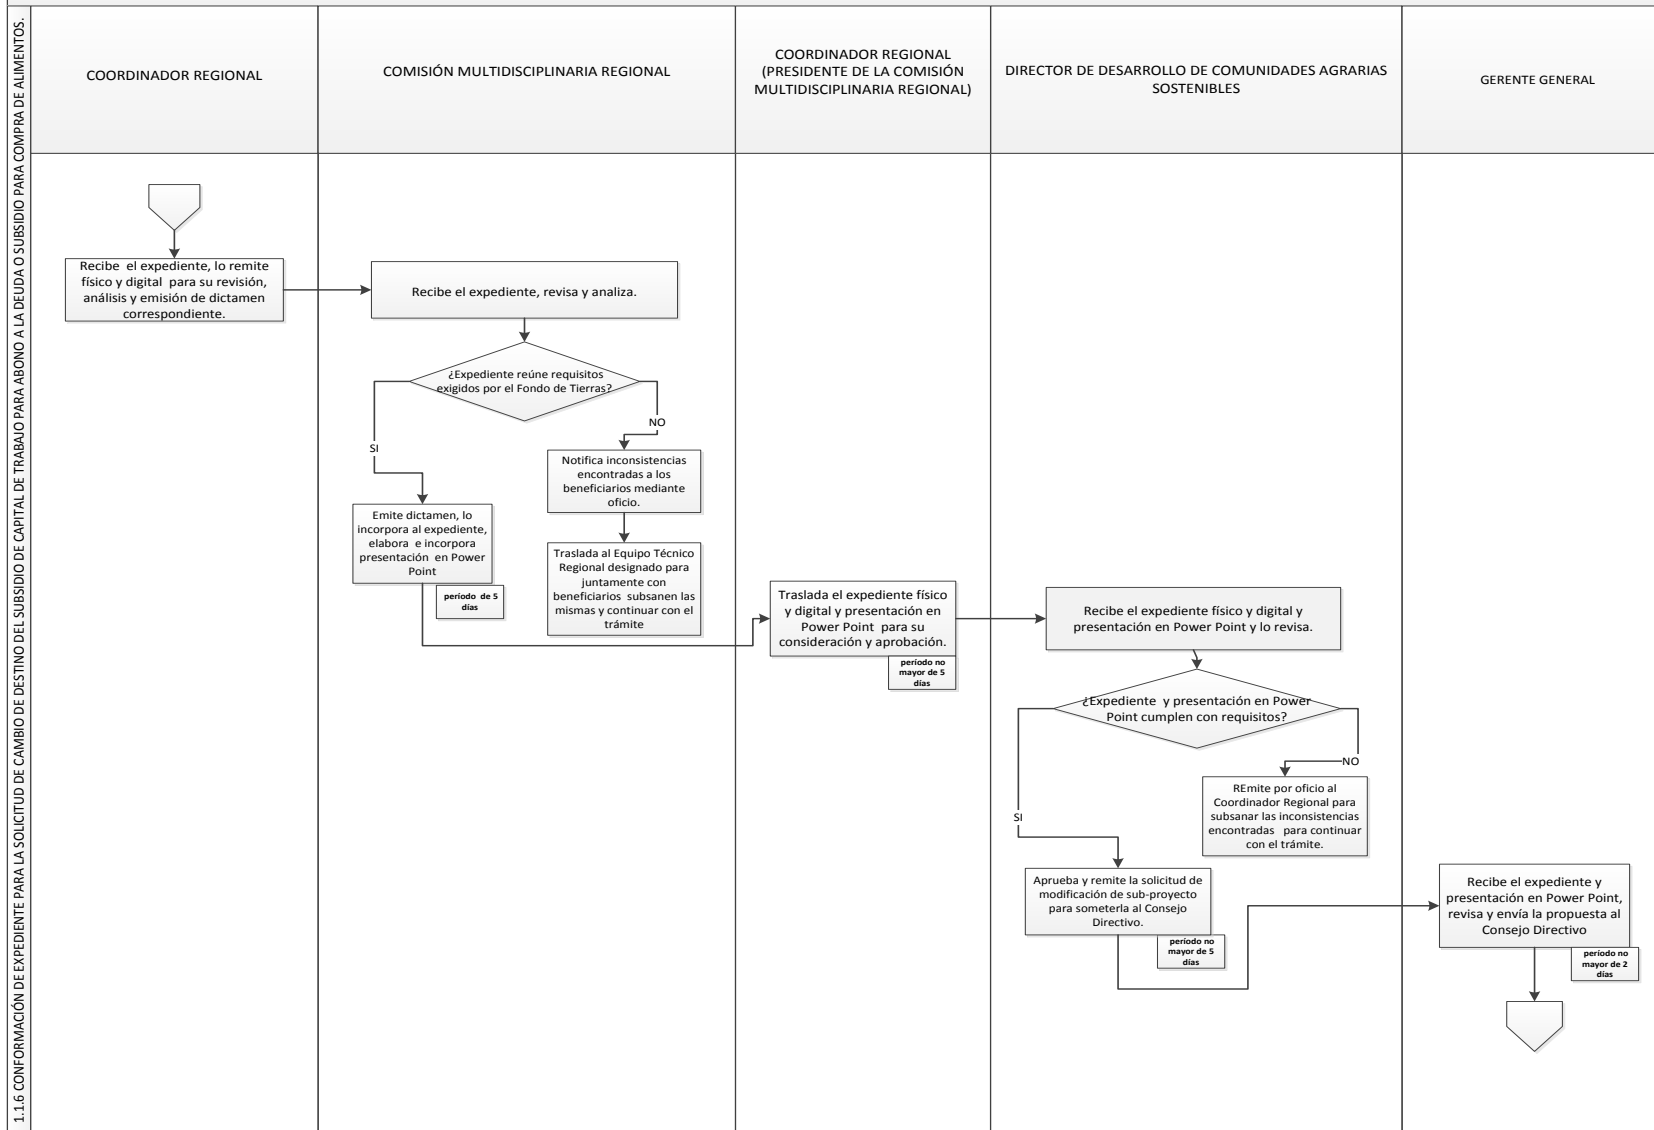 1.1.6 CONFORMACIÓN DE EXPEDIENTE PARA LA SOLICITUD DE CAMBIO DE DESTINO DEL SUBSIDIO DE CAPITAL DE TRABAJO PARA ABONO A LA DEUDA O SUBSIDIO PARA COMPRA DE ALIMENTOS.
COORDINADOR REGIONAL
COMISIÓN MULTIDISCIPLINARIA REGIONAL
COORDINADOR REGIONAL
(PRESIDENTE DE LA COMISIÓN
MULTIDISCIPLINARIA REGIONAL)
DIRECTOR DE DESARROLLO DE COMUNIDADES AGRARIAS
SOSTENIBLES
GERENTE GENERAL
Recibe el expediente, lo remite
físico y digital para su revisión,
análisis y emisión de dictamen
correspondiente.
Recibe el expediente, revisa y analiza.
¿Expediente reúne requisitos
exigidos por el Fondo de Tierras?
SI
NO
Notifica inconsistencias
encontradas a los
beneficiarios mediante
oficio.
Emite dictamen, lo
incorpora al expediente,
elabora e incorpora
presentación en Power
Point
período de 5
días
Traslada al Equipo Técnico
Regional designado para
juntamente con
beneficiarios subsanen las
mismas y continuar con el
trámite
Traslada el expediente físico
y digital y presentación en
Power Point para su
consideración y aprobación.
período no
mayor de 5
días
Recibe el expediente físico y digital y
presentación en Power Point y lo revisa.
¿Expediente y presentación en Power
Point cumplen con requisitos?
SI
NO
REmite por oficio al
Coordinador Regional para
subsanar las inconsistencias
encontradas para continuar
con el trámite.
Aprueba y remite la solicitud de
modificación de sub-proyecto
para someterla al Consejo
Directivo.
período no
mayor de 5
días
Recibe el expediente y
presentación en Power Point,
revisa y envía la propuesta al
Consejo Directivo
período no
mayor de 2
días